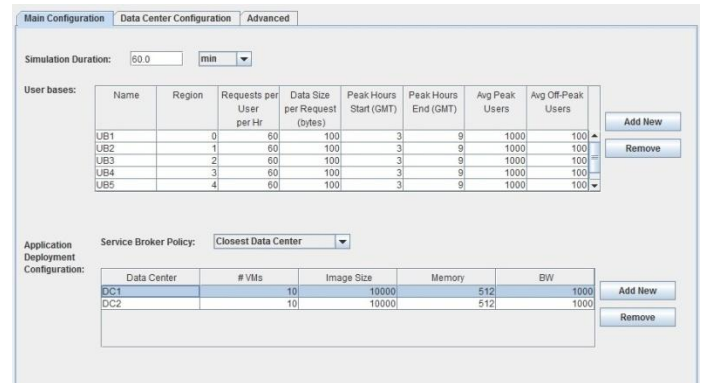 Main Configuration Data Center Configuration Advanced
Simulation Duration: 60.0 min
User bases:
Name Region Requests per User per Hr Data Size per Request (bytes) Peak Hours Start (GMT) Peak Hours End (GMT) Avg Peak Users Avg Off-Peak Users
UB1 0 60 100 3 9 1000 100
UB2 1 60 100 3 9 1000 100
UB3 2 60 100 3 9 1000 100
UB4 3 60 100 3 9 1000 100
UB5 4 60 100 3 9 1000 100
Add New
Remove
Application Deployment Configuration:
Service Broker Policy: Closest Data Center
Data Center # VMs Image Size Memory BW
DC1 10 10000 512 1000
DC2 10 10000 512 1000
Add New
Remove